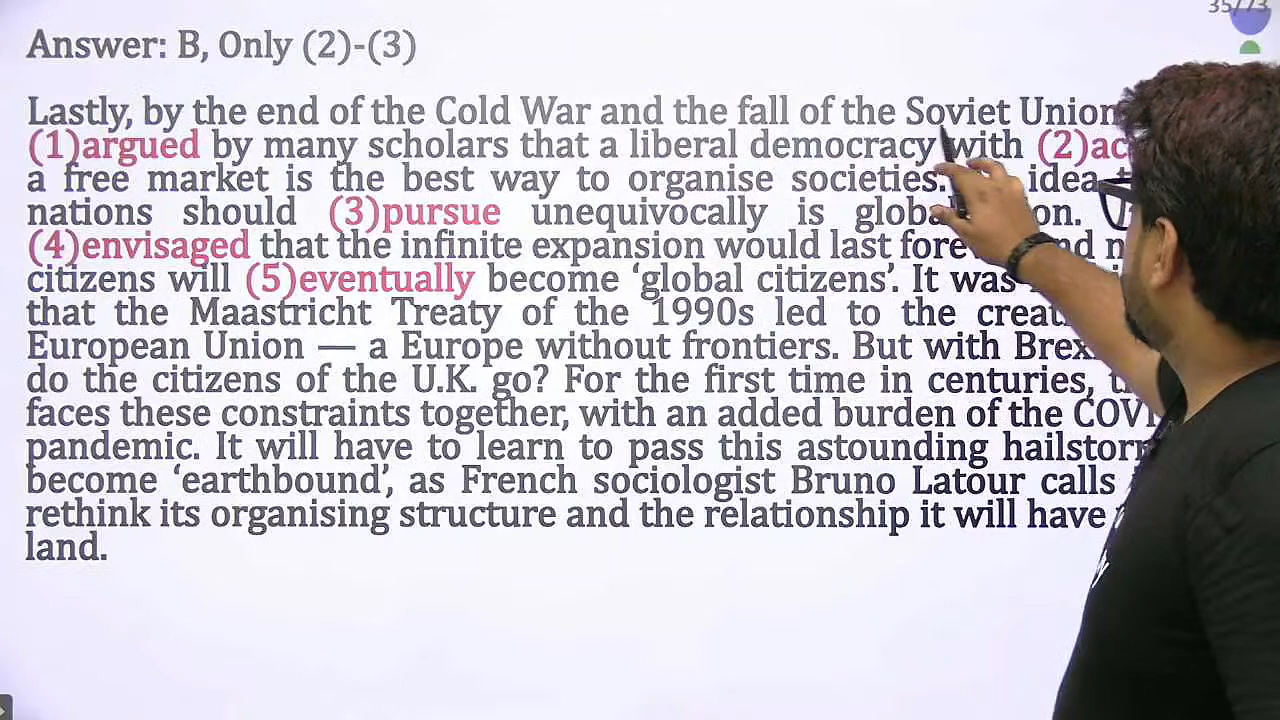 35/73
Answer: B, Only (2)-(3)
Lastly, by the end of the Cold War and the fall of the Soviet Union
(1)argued by many scholars that a liberal democracy with (2)ac
a free market is the best way to organise societies. idea
nations should (3)pursue unequivocally is
(4)envisaged that the infinite expansion would last
citizens will (5)eventually become ‘global citizens’. It was
that the Maastricht Treaty of the 1990s led to the
European Union — a Europe without frontiers. But with
do the citizens of the U.K. go? For the first time in centuries,
faces these constraints together, with an added burden of the
pandemic. It will have to learn to pass this astounding
become ‘earthbound’, as French sociologist Bruno Latour calls
rethink its organising structure and the relationship it will have
land.